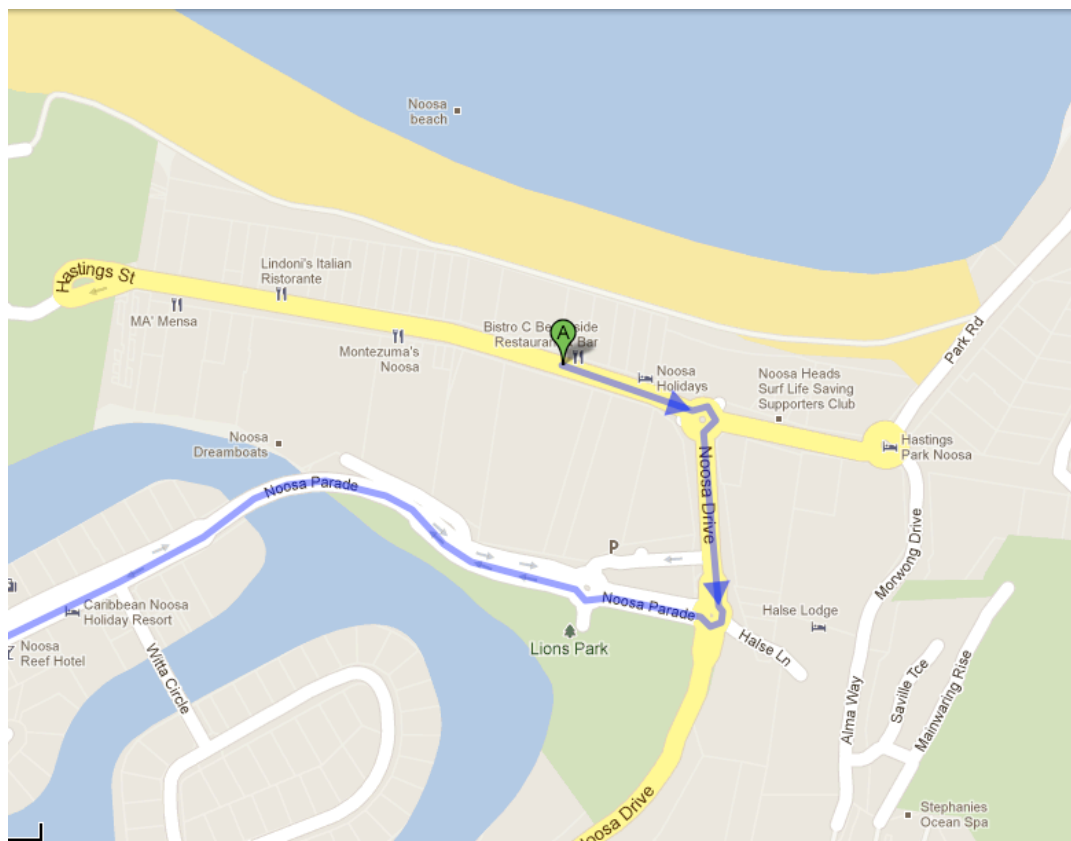 Noosa
beach
Park Rd
Hastings St
Lindoni's Italian
Ristorante
MA' Mensa
A
Bistro C Be side
Restauran Bar
Montezuma's
Noosa
Noosa
Holidays
Noosa Heads
Surf Life Saving
Supporters Club
Hastings
Park Noosa
Noosa
Dreamboats
Noosa Drive
Noosa Parade
P
Morwong Drive
Caribbean Noosa
Holiday Resort
Noosa Parade
Halse Lodge
Noosa
Reef Hotel
Lions Park
Halse Ln
Witta Circle
Saville Tce
Mainwaring Rise
Alma Way
Noosa Drive
Stephanies
Ocean Spa